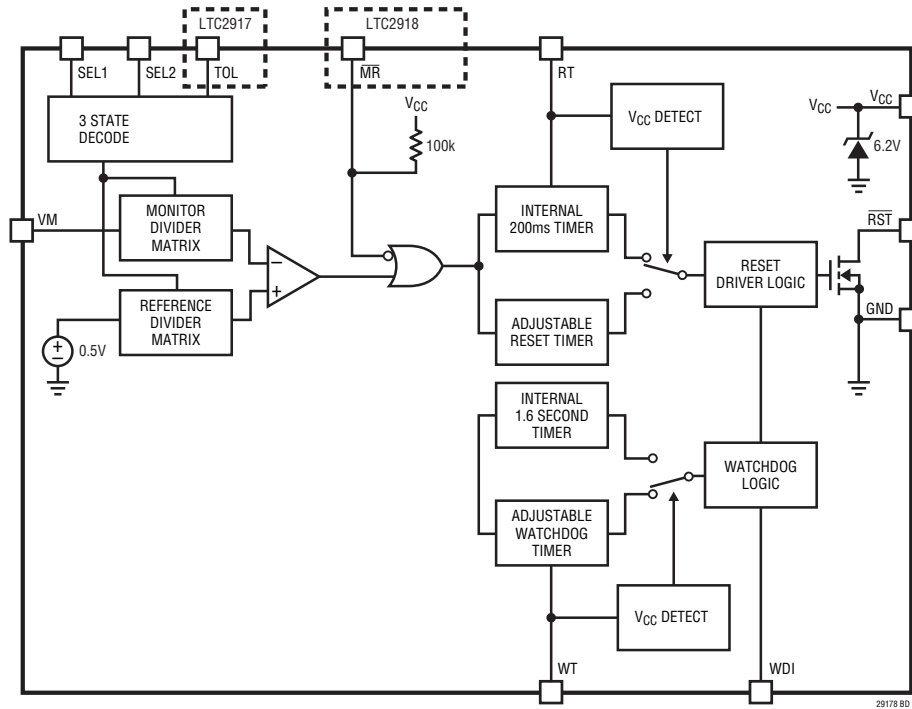 LTC2917
LTC2918
SEL1
SEL2
TOL
MR
RT
3 STATE
DECODE
VCC
100k
VCC DETECT
VCC
VCC
6.2V
VM
MONITOR
DIVIDER
MATRIX
–
+
REFERENCE
DIVIDER
MATRIX
+
–
0.5V
INTERNAL
200ms TIMER
ADJUSTABLE
RESET TIMER
RESET
DRIVER LOGIC
RST
GND
INTERNAL
1.6 SECOND
TIMER
ADJUSTABLE
WATCHDOG
TIMER
WATCHDOG
LOGIC
VCC DETECT
WT
WDI
29178 BD